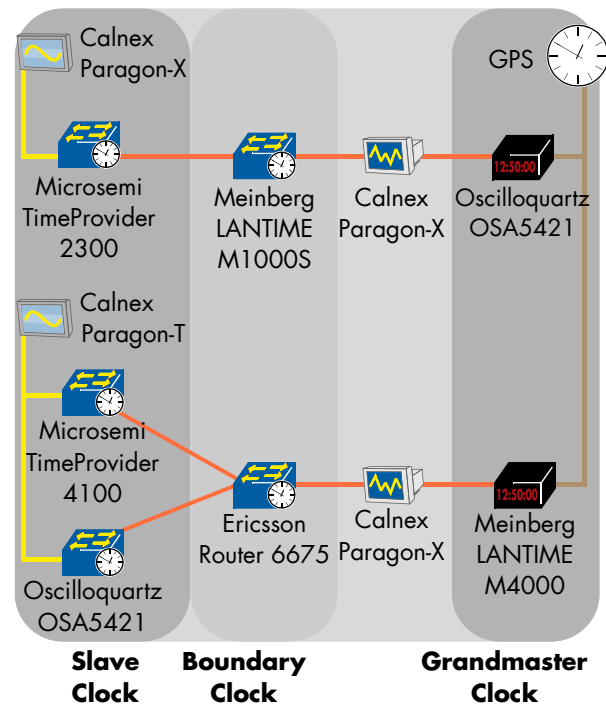 Calnex
Paragon-X
GPS
Microsemi
TimeProvider
2300
Meinberg
LANTIME
M1000S
Calnex
Paragon-X
12:50:00
Oscilloquartz
OSA5421
Calnex
Paragon-T
Microsemi
TimeProvider
4100
Ericsson
Router 6675
Calnex
Paragon-X
12:50:00
Meinberg
LANTIME
M4000
Oscilloquartz
OSA5421
Slave
Clock
Boundary
Clock
Grandmaster
Clock